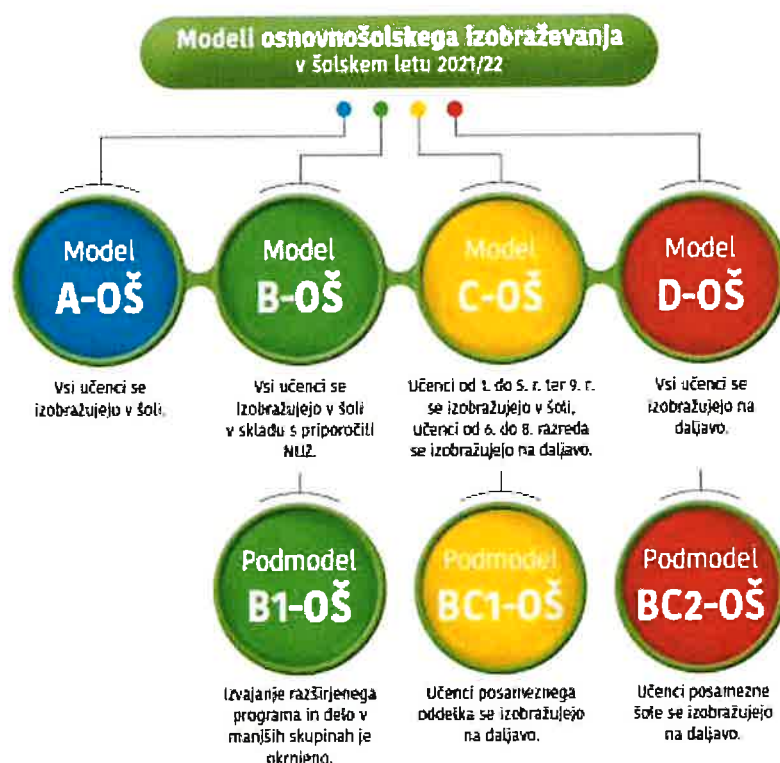 Modeli osnovnošolskega izobraževanja
v šolskem letu 2021/22
Model
A-OŠ
Vsi učenci se
izobražujejo v šoli.
Model
B-OŠ
Vsi učenci se
izobražujejo v šoli
v skladu s priporočili
NIJZ.
Model
C-OŠ
Učenci od 1. do 5. r. ter 9. r.
se izobražujejo v šoli,
učenci od 6. do 8. razreda
se izobražujejo na daljavo.
Model
D-OŠ
Vsi učenci se
izobražujejo na
daljavo.
Podmodel
B1-OŠ
Izvajanje razširjenega
programa in delo v
manjših skupinah je
okrnjeno.
Podmodel
BC1-OŠ
Učenci posameznega
oddelka se izobražujejo
na daljavo.
Podmodel
BC2-OŠ
Učenci posamezne
šole se izobražujejo
na daljavo.